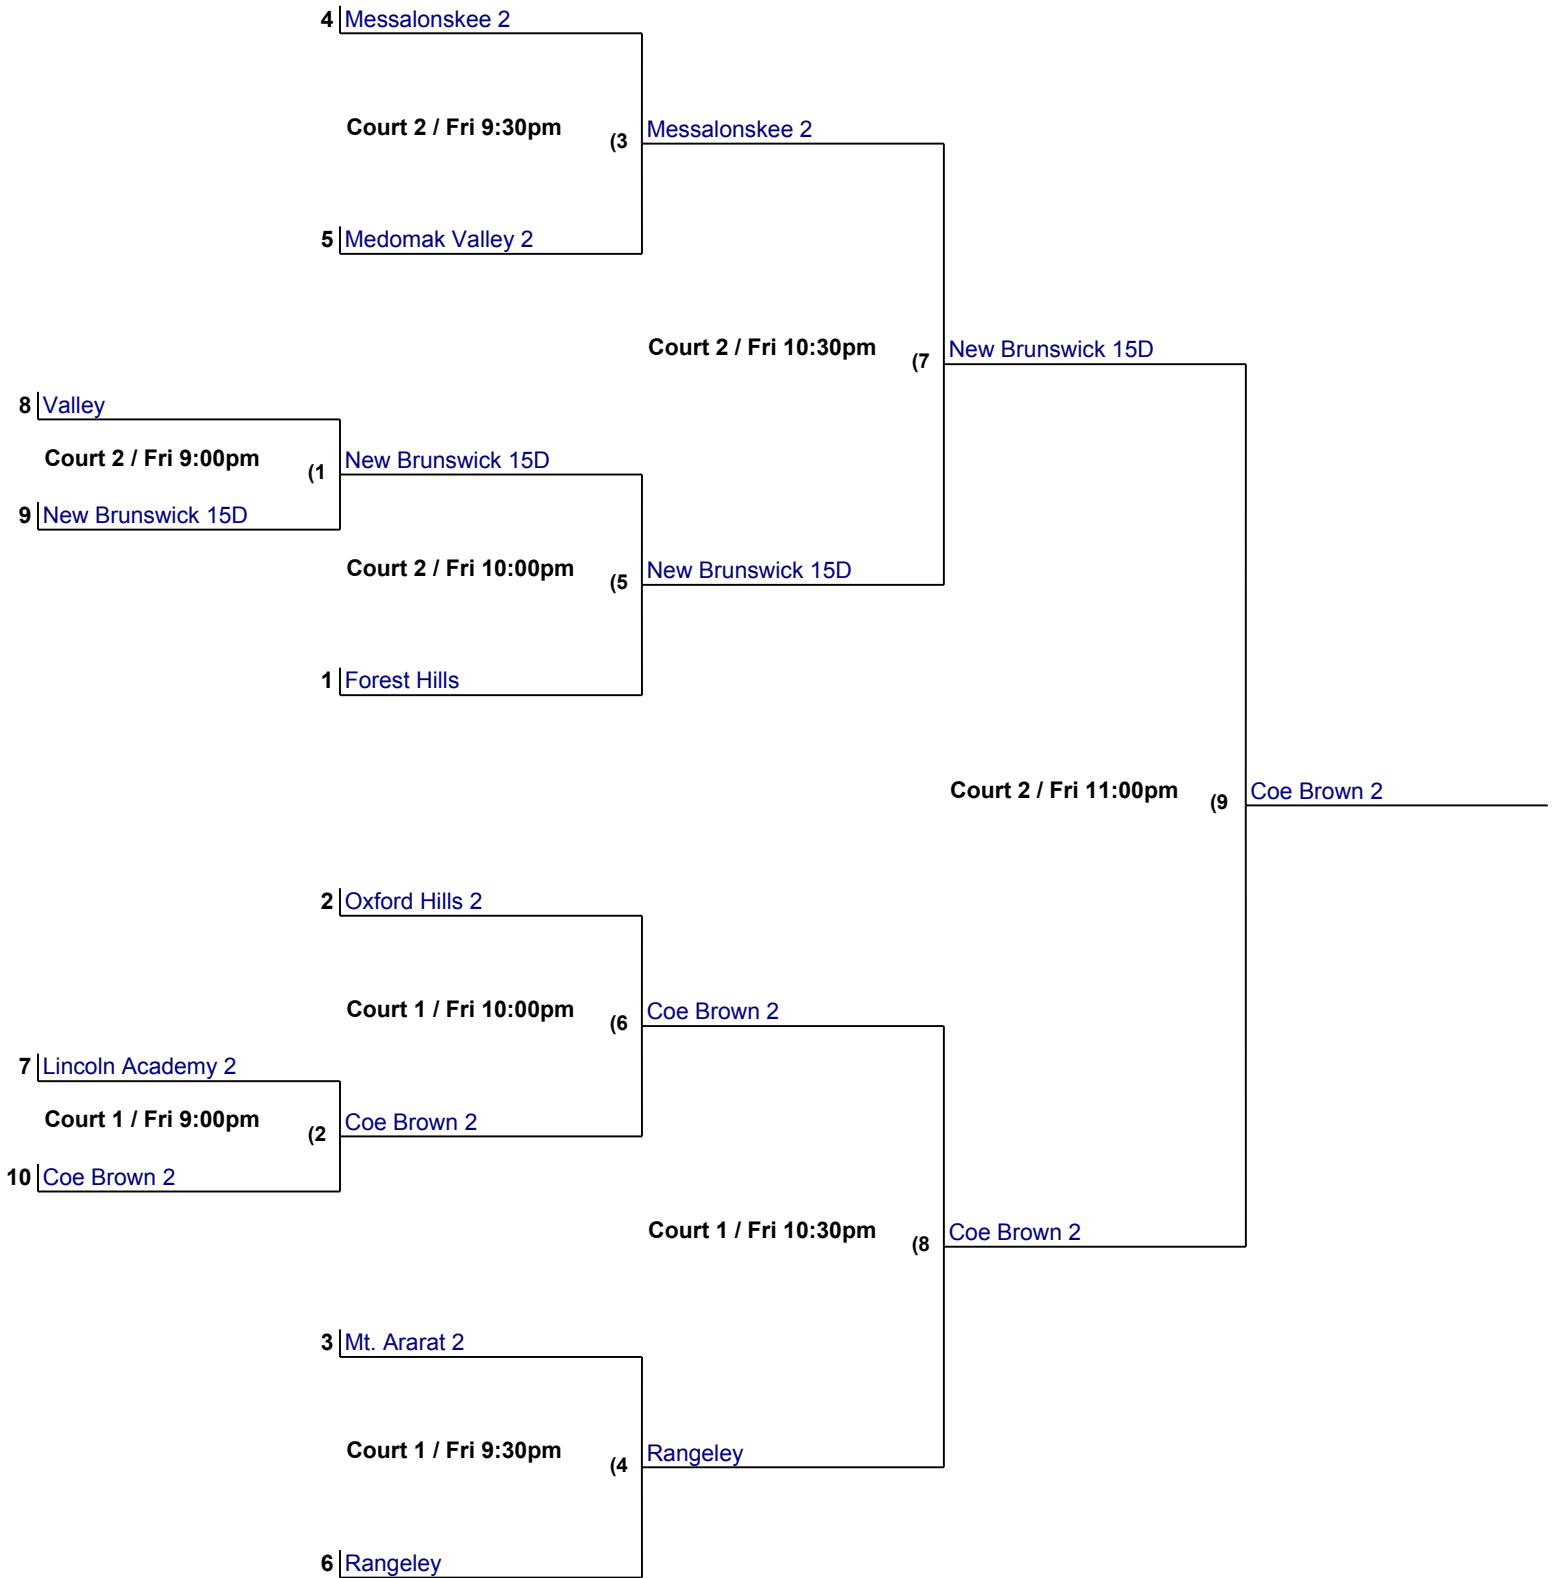 4 Messalonskee 2
Court 2 / Fri 9:30pm (3 Messalonskee 2
5 Medomak Valley 2
Court 2 / Fri 10:30pm (7 New Brunswick 15D
8 Valley
Court 2 / Fri 9:00pm (1 New Brunswick 15D
9 New Brunswick 15D
Court 2 / Fri 10:00pm (5 New Brunswick 15D
1 Forest Hills
Court 2 / Fri 11:00pm (9 Coe Brown 2
2 Oxford Hills 2
Court 1 / Fri 10:00pm (6 Coe Brown 2
7 Lincoln Academy 2
Court 1 / Fri 9:00pm (2 Coe Brown 2
10 Coe Brown 2
Court 1 / Fri 10:30pm (8 Coe Brown 2
3 Mt. Ararat 2
Court 1 / Fri 9:30pm (4 Rangeley
6 Rangeley